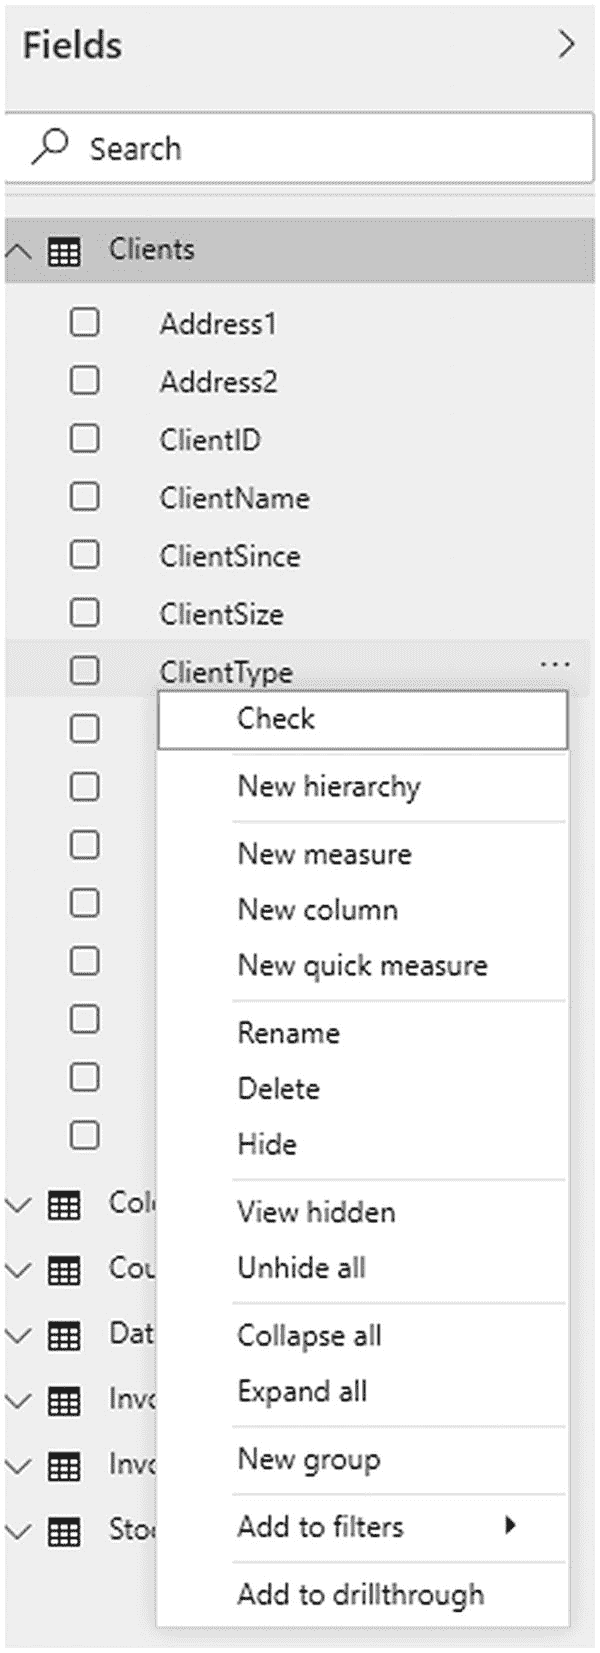 Fields
Search
Clients
Address1
Address2
ClientID
ClientName
ClientSince
ClientSize
ClientType
Check
New hierarchy
New measure
New column
New quick measure
Rename
Delete
Hide
View hidden
Unhide all
Collapse all
Expand all
New group
Add to filters
Add to drillthrough